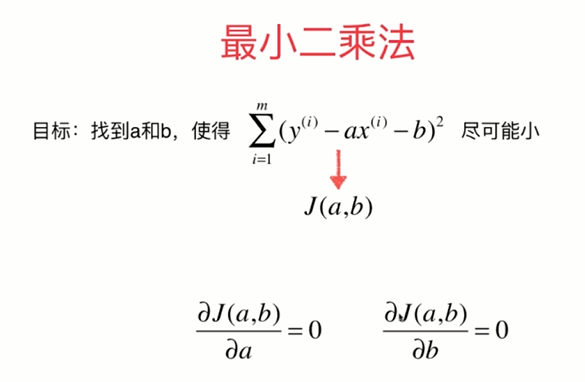 最小二乘法
目标：找到a和b，使得 $\sum_{i=1}^{m}(y^{(i)} - ax^{(i)} - b)^2$ 尽可能小
$J(a,b)$
$\frac{\partial J(a,b)}{\partial a} = 0$ $\frac{\partial J(a,b)}{\partial b} = 0$